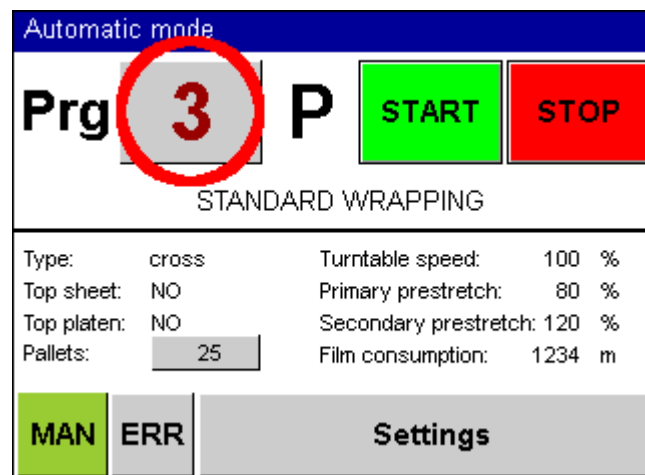 Automatic mode
Prg 3 P START STOP
STANDARD WRAPPING
Type: cross Turntable speed: 100 %
Top sheet: NO Primary prestretch: 80 %
Top platen: NO Secondary prestretch: 120 %
Pallets: 25 Film consumption: 1234 m
MAN ERR Settings